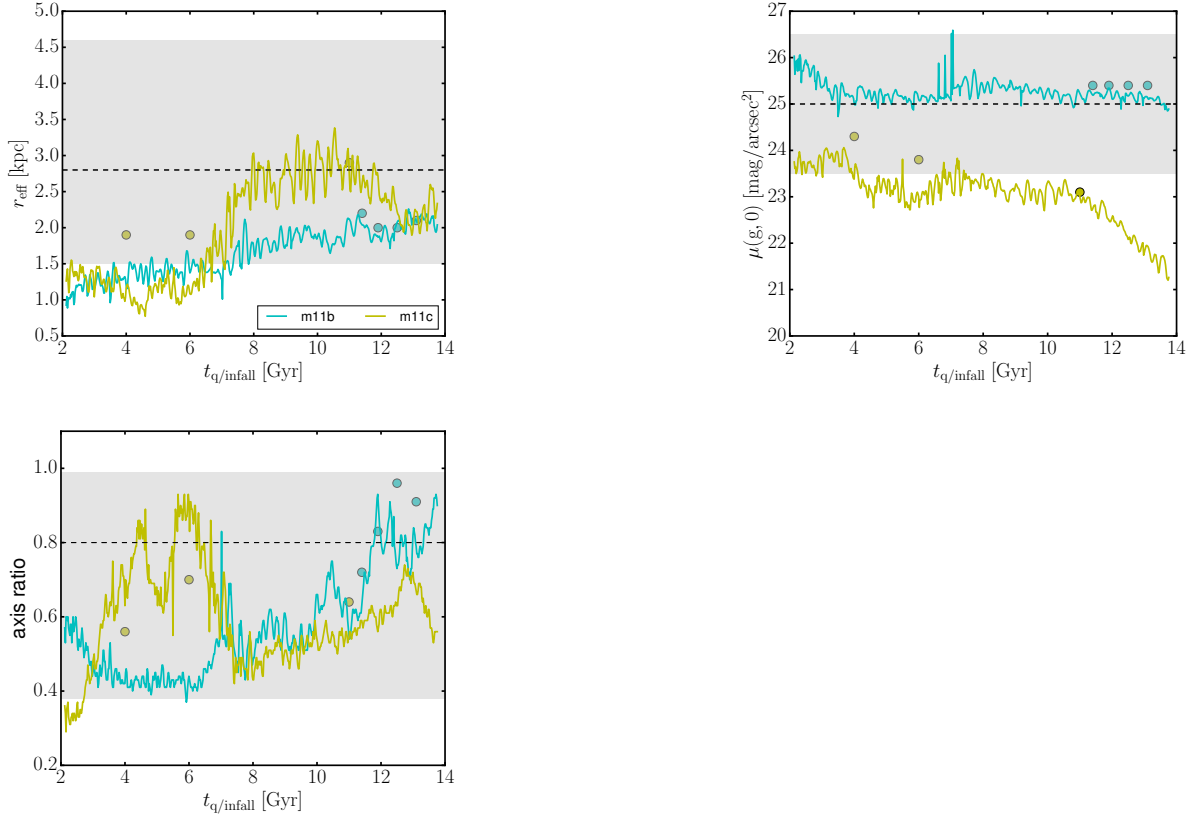 5.0
4.5
4.0
3.5
3.0
2.5
2.0
1.5
1.0
0.5
r_eff [kpc]
m11b m11c
2 4 6 8 10 12 14
t_q/infall [Gyr]
27
26
25
24
23
22
21
20
μ(g, 0) [mag/arcsec²]
2 4 6 8 10 12 14
t_q/infall [Gyr]
1.0
0.8
0.6
0.4
0.2
axis ratio
2 4 6 8 10 12 14
t_q/infall [Gyr]